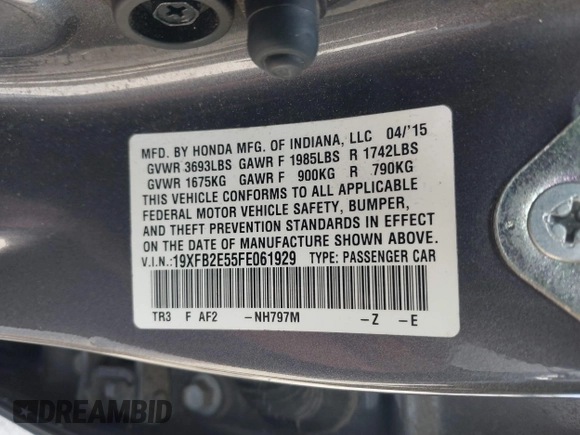 MFD. BY HONDA MFG. OF INDIANA, LLC 04/'15
GVWR 3693LBS GAWR F 1985LBS R 1742LBS
GVWR 1675KG GAWR F 900KG R 790KG
THIS VEHICLE CONFORMS TO ALL APPLICABLE
FEDERAL MOTOR VEHICLE SAFETY, BUMPER,
AND THEFT PREVENTION STANDARDS IN EFFECT
ON THE DATE OF MANUFACTURE SHOWN ABOVE.
V.I.N.:19XFB2E55FE061929 TYPE: PASSENGER CAR
TR3 F AF2 -NH797M -Z -E
DREAMBID